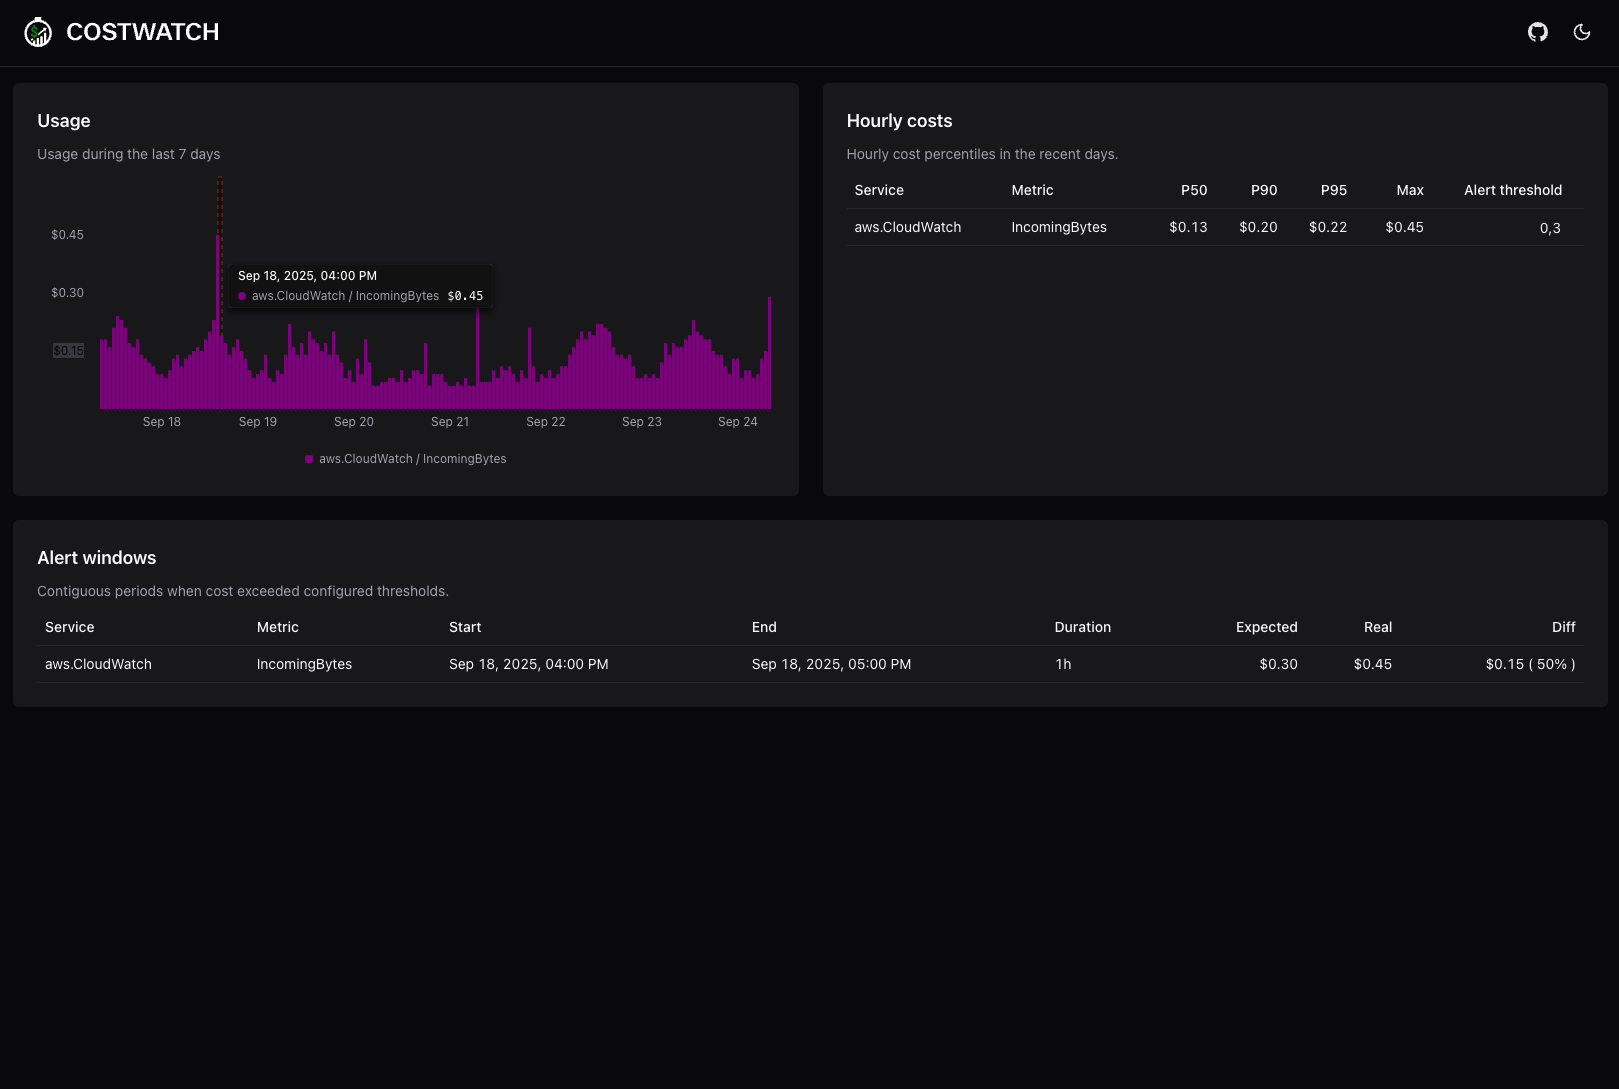 COSTWATCH
Usage
Usage during the last 7 days
$0.45
$0.30
$0.15
Sep 18, 2025, 04:00 PM
aws.CloudWatch / IncomingBytes $0.45
Sep 18 Sep 19 Sep 20 Sep 21 Sep 22 Sep 23 Sep 24
aws.CloudWatch / IncomingBytes
Hourly costs
Hourly cost percentiles in the recent days.
Service Metric P50 P90 P95 Max Alert threshold
aws.CloudWatch IncomingBytes $0.13 $0.20 $0.22 $0.45 0,3
Alert windows
Contiguous periods when cost exceeded configured thresholds.
Service Metric Start End Duration Expected Real Diff
aws.CloudWatch IncomingBytes Sep 18, 2025, 04:00 PM Sep 18, 2025, 05:00 PM 1h $0.30 $0.45 $0.15 ( 50% )